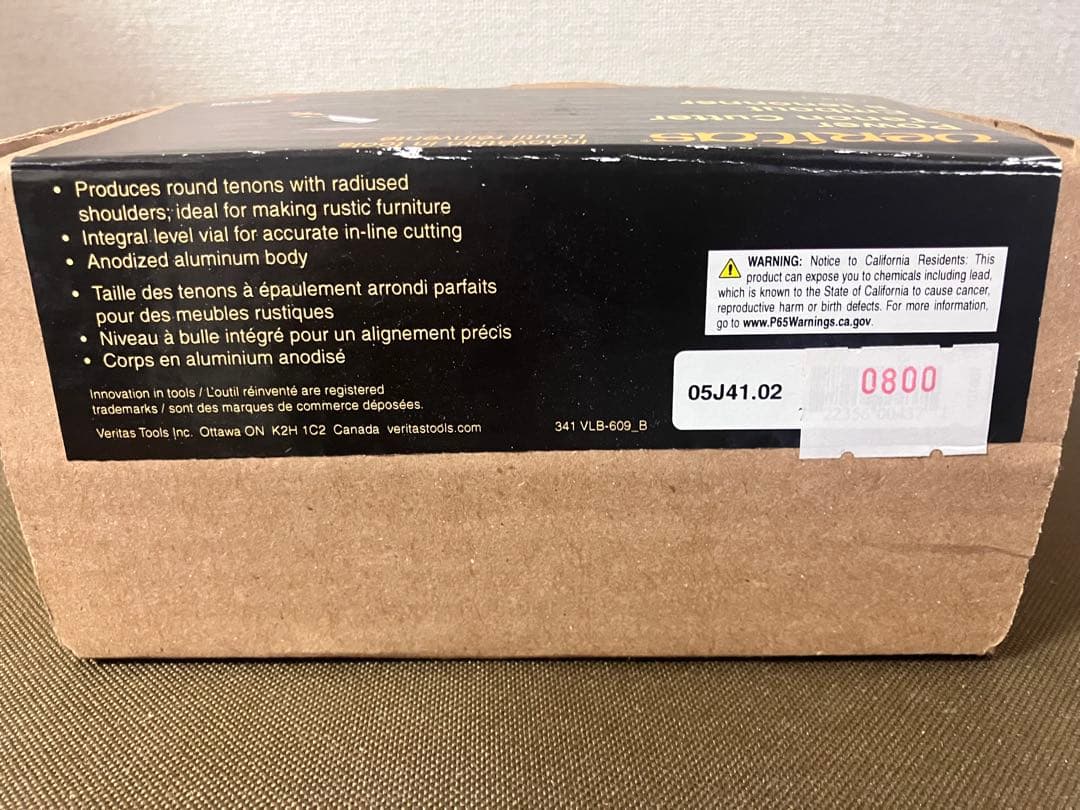 veritas
Power
Tenon Cutter
• Produces round tenons with radiused
shoulders; ideal for making rustic furniture
• Integral level vial for accurate in-line cutting
• Anodized aluminum body
• Taille des tenons à épaulement arrondi parfaits
pour des meubles rustiques
• Niveau à bulle intégré pour un alignement précis
• Corps en aluminium anodisé
Innovation in tools / L'outil réinventé are registered
trademarks / sont des marques de commerce déposées.
Veritas Tools Inc. Ottawa ON K2H 1C2 Canada veritastools.com
341 VLB-609_B
WARNING: Notice to California Residents: This
product can expose you to chemicals including lead,
which is known to the State of California to cause cancer,
reproductive harm or birth defects. For more information,
go to www.P65Warnings.ca.gov.
05J41.02
0800